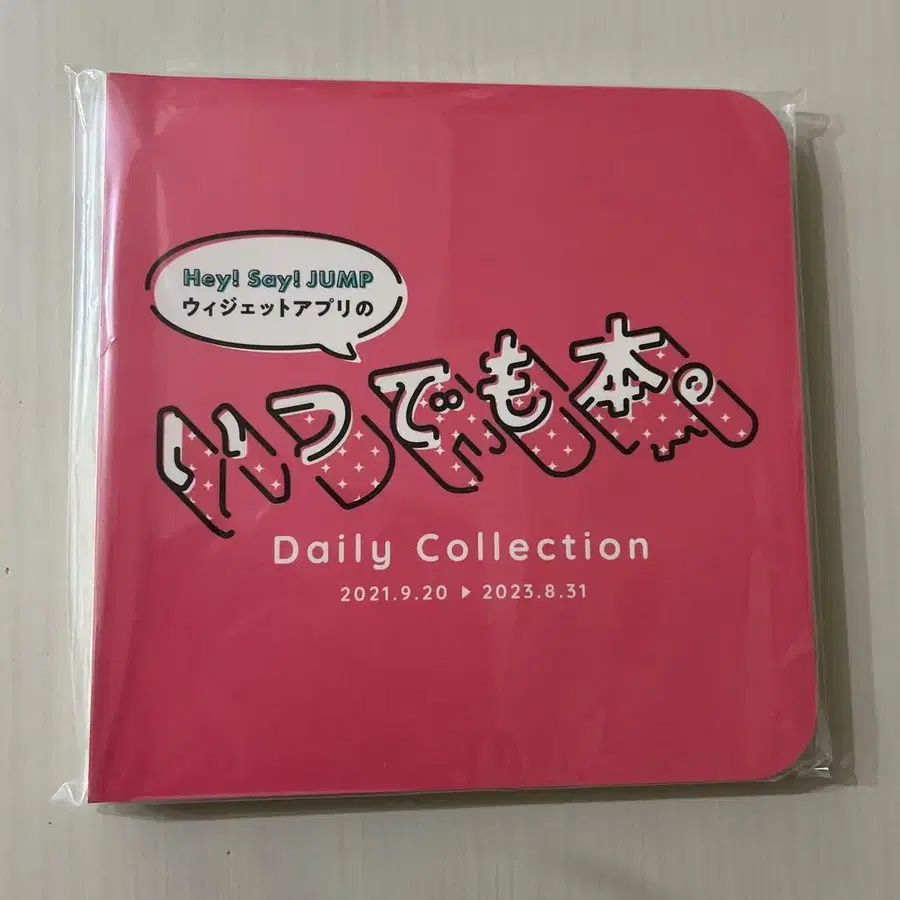 Hey! Say! JUMP
ウィジェットアプリの
いつでも本。
Daily Collection
2021.9.20 ▶ 2023.8.31